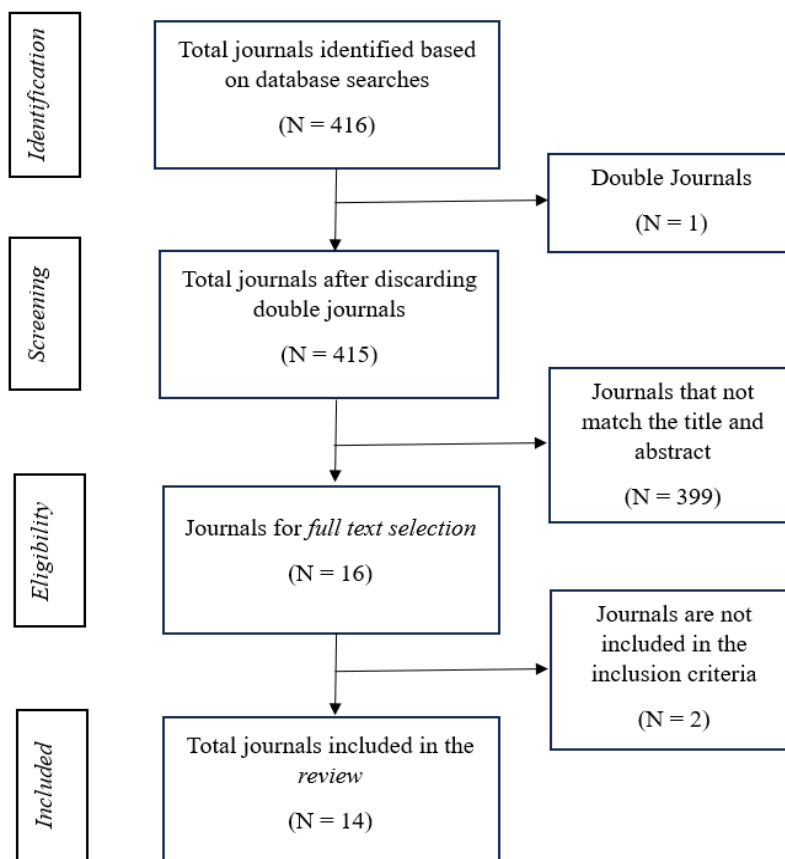 Identification
Total journals identified based
on database searches
(N = 416)
Double Journals
(N = 1)
Screening
Total journals after discarding
double journals
(N = 415)
Journals that not
match the title and
abstract
(N = 399)
Eligibility
Journals for full text selection
(N = 16)
Journals are not
included in the
inclusion criteria
(N = 2)
Included
Total journals included in the
review
(N = 14)